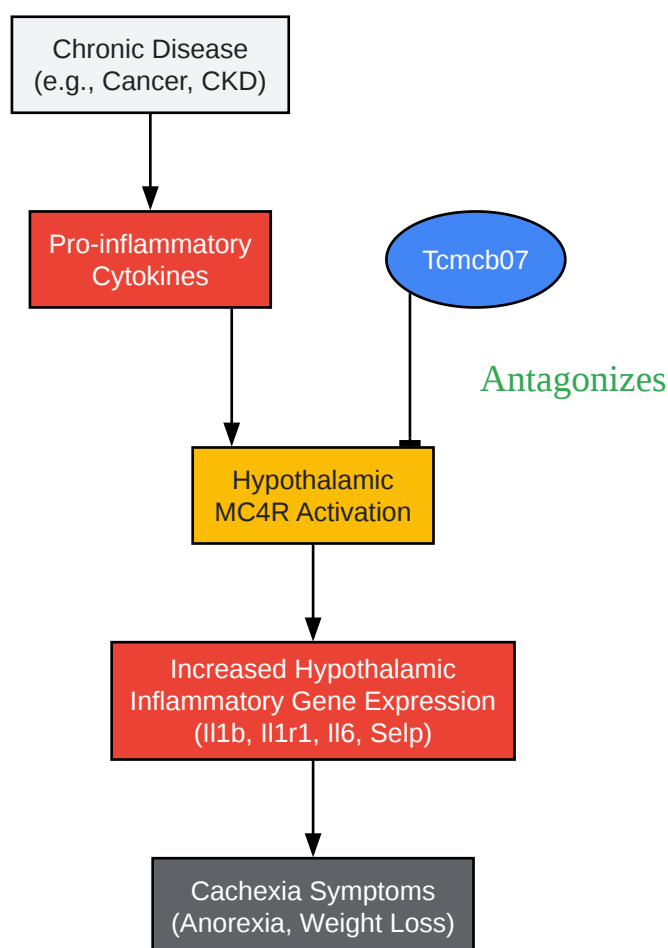 Chronic Disease
(e.g., Cancer, CKD)
Pro-inflammatory
Cytokines
Tcmcb07
Antagonizes
Hypothalamic
MC4R Activation
Increased Hypothalamic
Inflammatory Gene Expression
(Il1b, Il1r1, Il6, Selp)
Cachexia Symptoms
(Anorexia, Weight Loss)